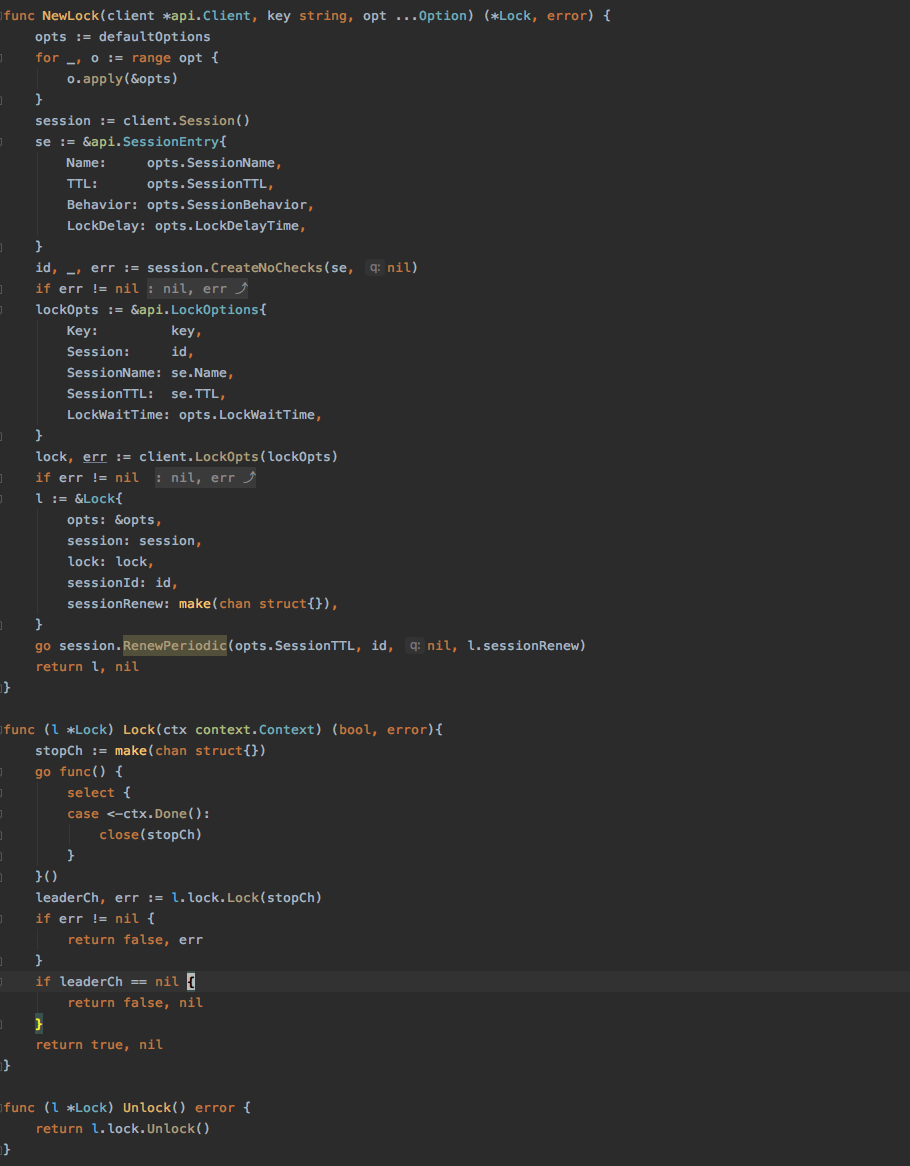 func NewLock(client *api.Client, key string, opt ...Option) (*Lock, error) {
    opts := defaultOptions
    for _, o := range opt {
        o.apply(&opts)
    }
    session := client.Session()
    se := &api.SessionEntry{
        Name:     opts.SessionName,
        TTL:      opts.SessionTTL,
        Behavior: opts.SessionBehavior,
        LockDelay: opts.LockDelayTime,
    }
    id, _, err := session.CreateNoChecks(se, q: nil)
    if err != nil : nil, err ⤴
    lockOpts := &api.LockOptions{
        Key:         key,
        Session:     id,
        SessionName: se.Name,
        SessionTTL:  se.TTL,
        LockWaitTime: opts.LockWaitTime,
    }
    lock, err := client.LockOpts(lockOpts)
    if err != nil : nil, err ⤴
    l := &Lock{
        opts: &opts,
        session: session,
        lock: lock,
        sessionId: id,
        sessionRenew: make(chan struct{}),
    }
    go session.RenewPeriodic(opts.SessionTTL, id, q: nil, l.sessionRenew)
    return l, nil
}
func (l *Lock) Lock(ctx context.Context) (bool, error){
    stopCh := make(chan struct{})
    go func() {
        select {
        case <-ctx.Done():
            close(stopCh)
        }
    }()
    leaderCh, err := l.lock.Lock(stopCh)
    if err != nil {
        return false, err
    }
    if leaderCh == nil {
        return false, nil
    }
    return true, nil
}
func (l *Lock) Unlock() error {
    return l.lock.Unlock()
}